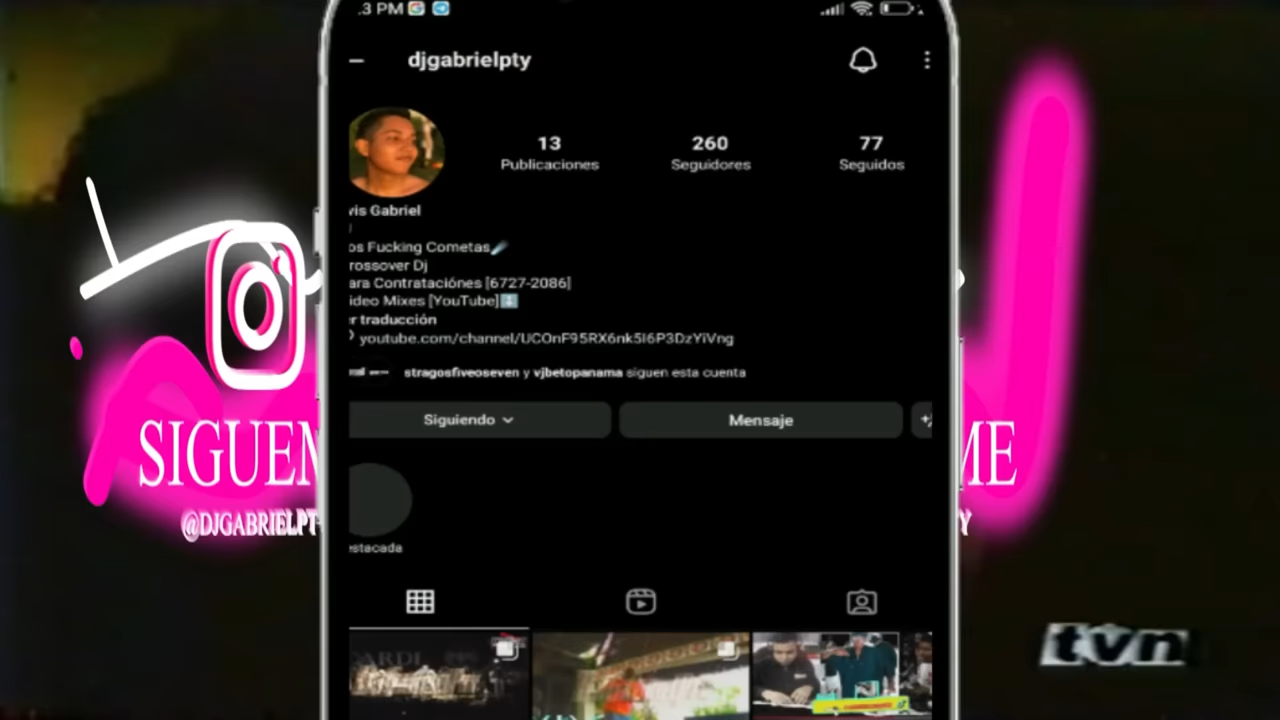 .3 PM
djgabrielpty
13 260 77
Publicaciones Seguidores Seguidos
vis Gabriel
os Fucking Cometas
rossover Dj
ara Contrataciónes [6727-2086]
ideo Mixes [YouTube]
r traducción
youtube.com/channel/UCOnF95RX6nk5I6P3DzYiVng
stragosfiveoseven y vjbetopanama siguen esta cuenta
Siguiendo Mensaje
SIGUEM ME
@DJGABRIELPT Y
estacada
ARDI
tvn